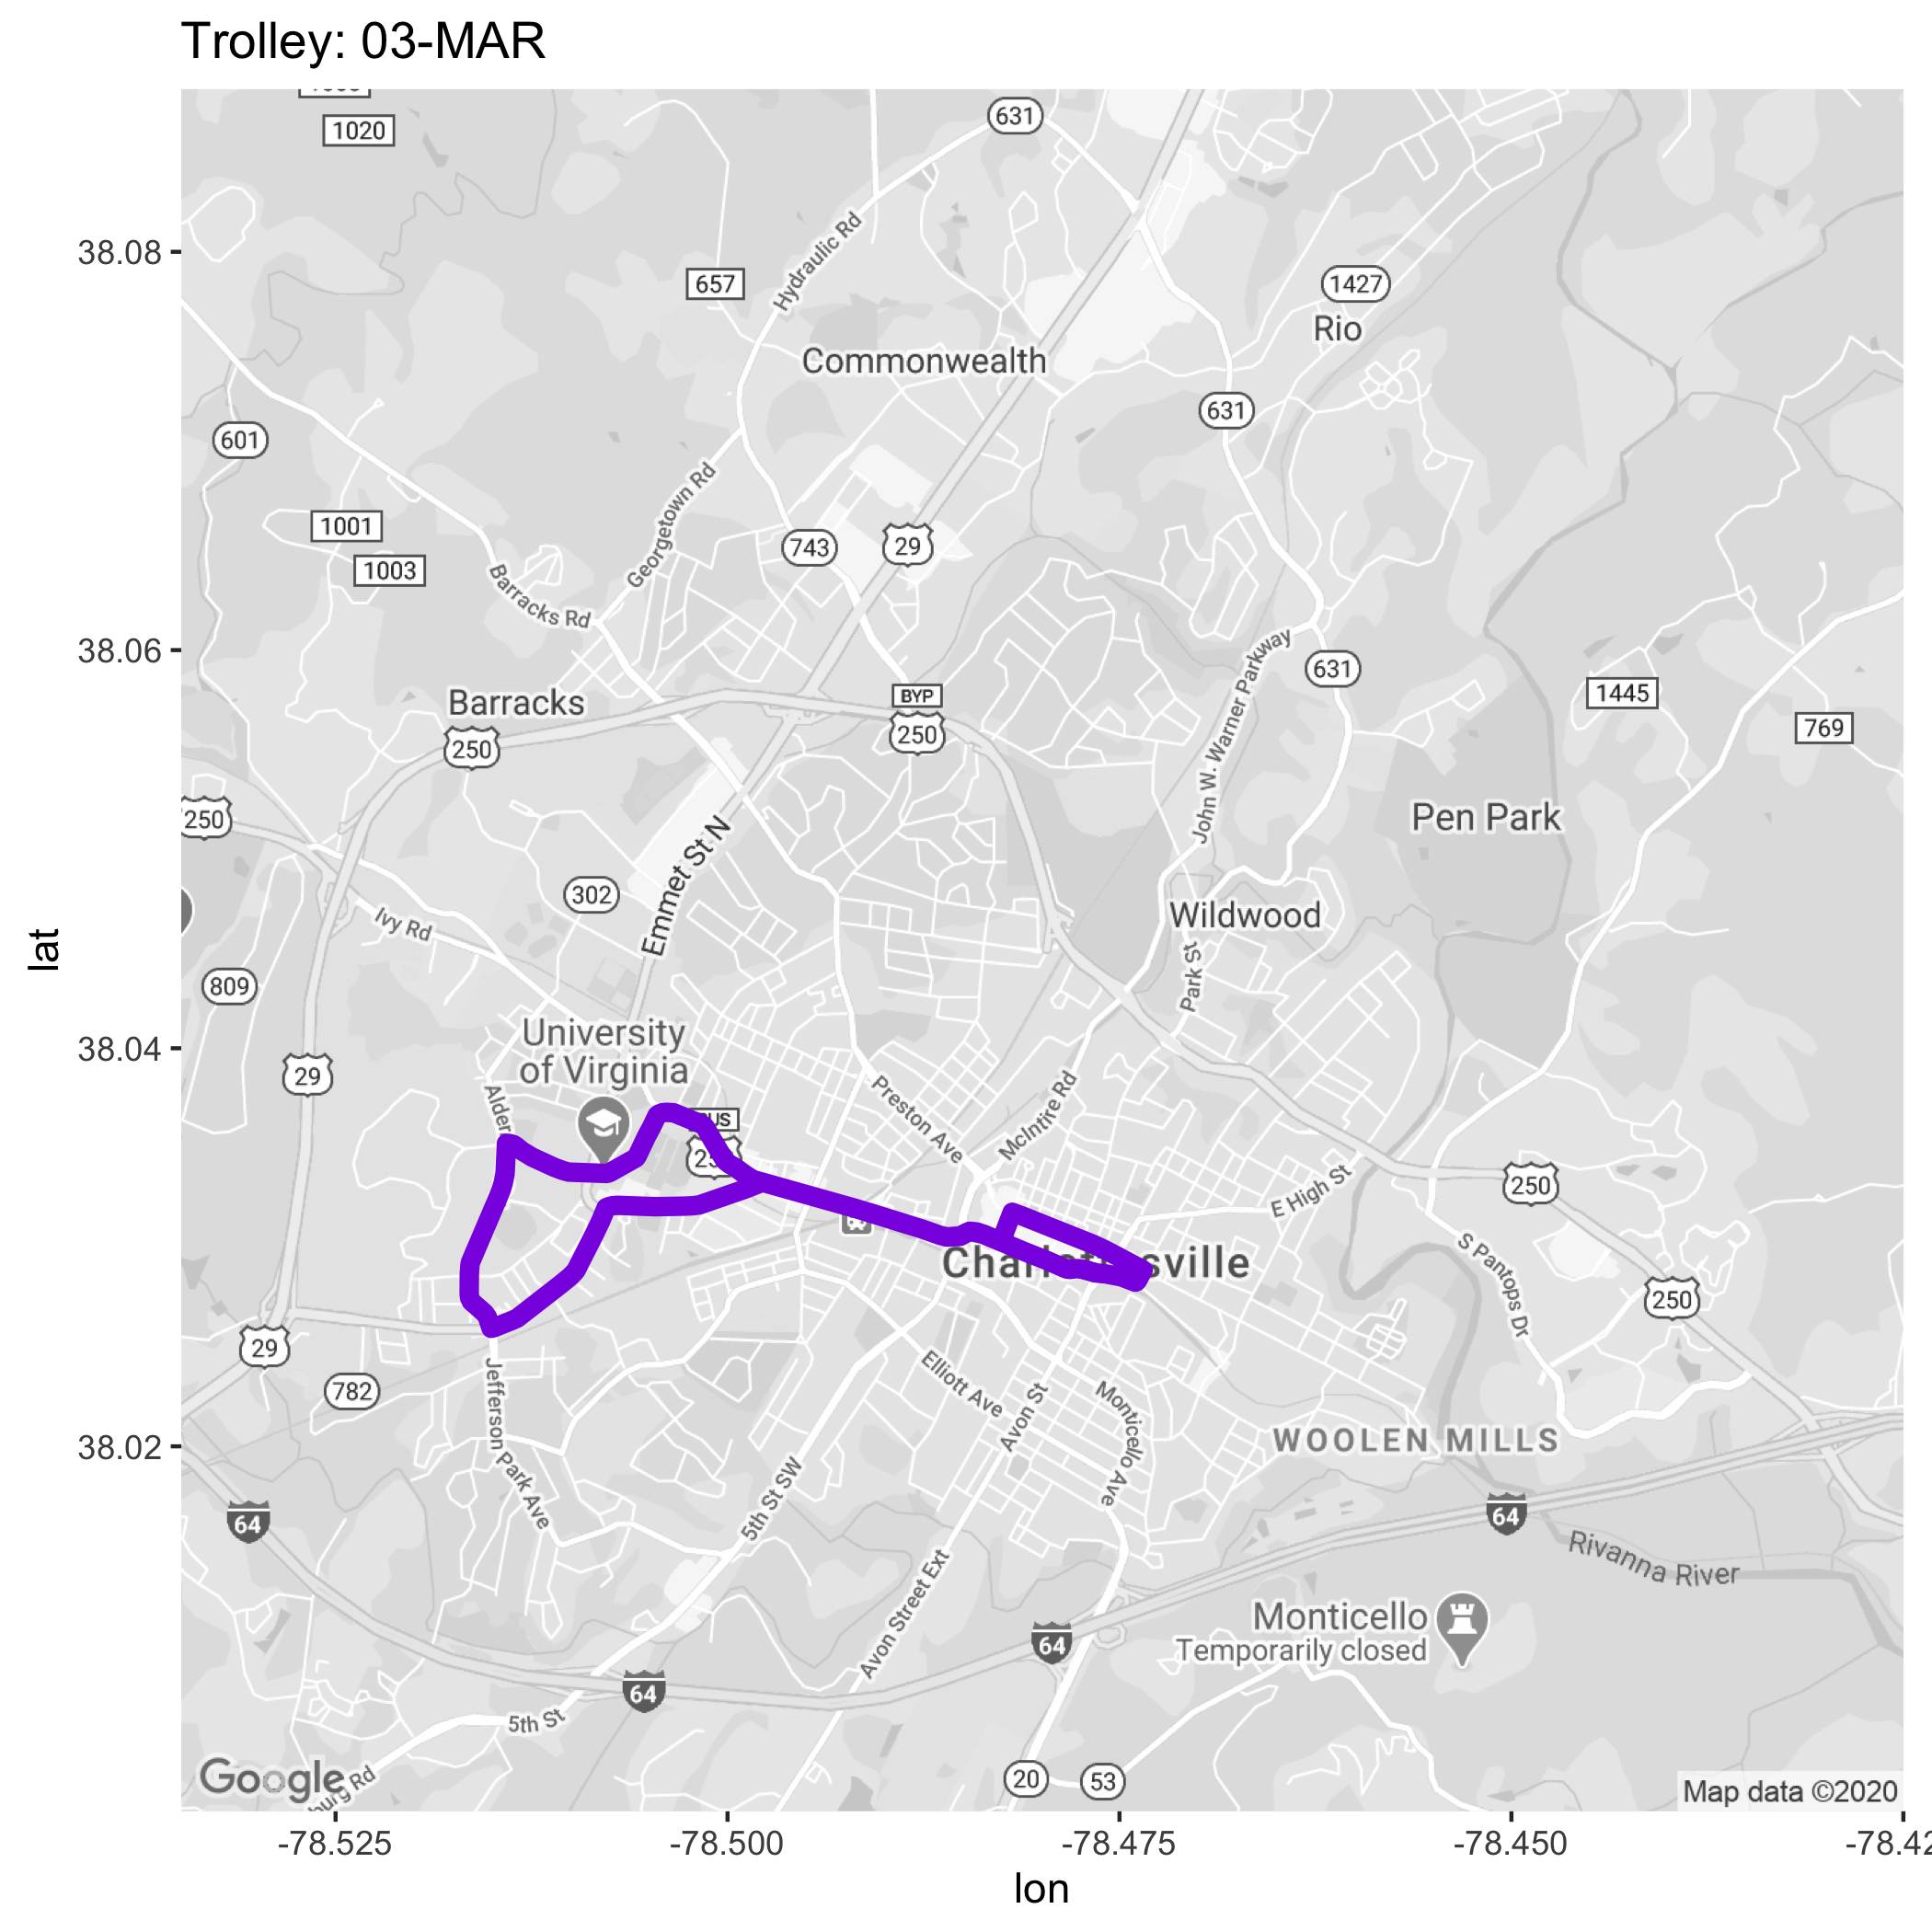 Trolley: 03-MAR
1020
631
38.08
Hydraulic Rd
657
1427
Rio
Commonwealth
631
601
Georgetown Rd
1001
743
29
1003
Barracks Rd
38.06
John W. Warner Parkway
631
1445
Barracks
BYP
250
250
769
250
Emmet St N
Pen Park
302
Ivy Rd
Wildwood
Park St
lat
809
University
of Virginia
38.04
29
Preston Ave
McIntire Rd
Alder
E High St
250
S Pantops Dr
250
29
782
Jefferson Park Ave
Elliott Ave
Avon St
Monticello Ave
38.02
WOOLEN MILLS
5th St SW
64
64
Rivanna River
Avon Street Ext
Monticello
Temporarily closed
64
64
5th St
Google
burg Rd
20
53
Map data ©2020
-78.525
-78.500
-78.475
-78.450
-78.42
lon